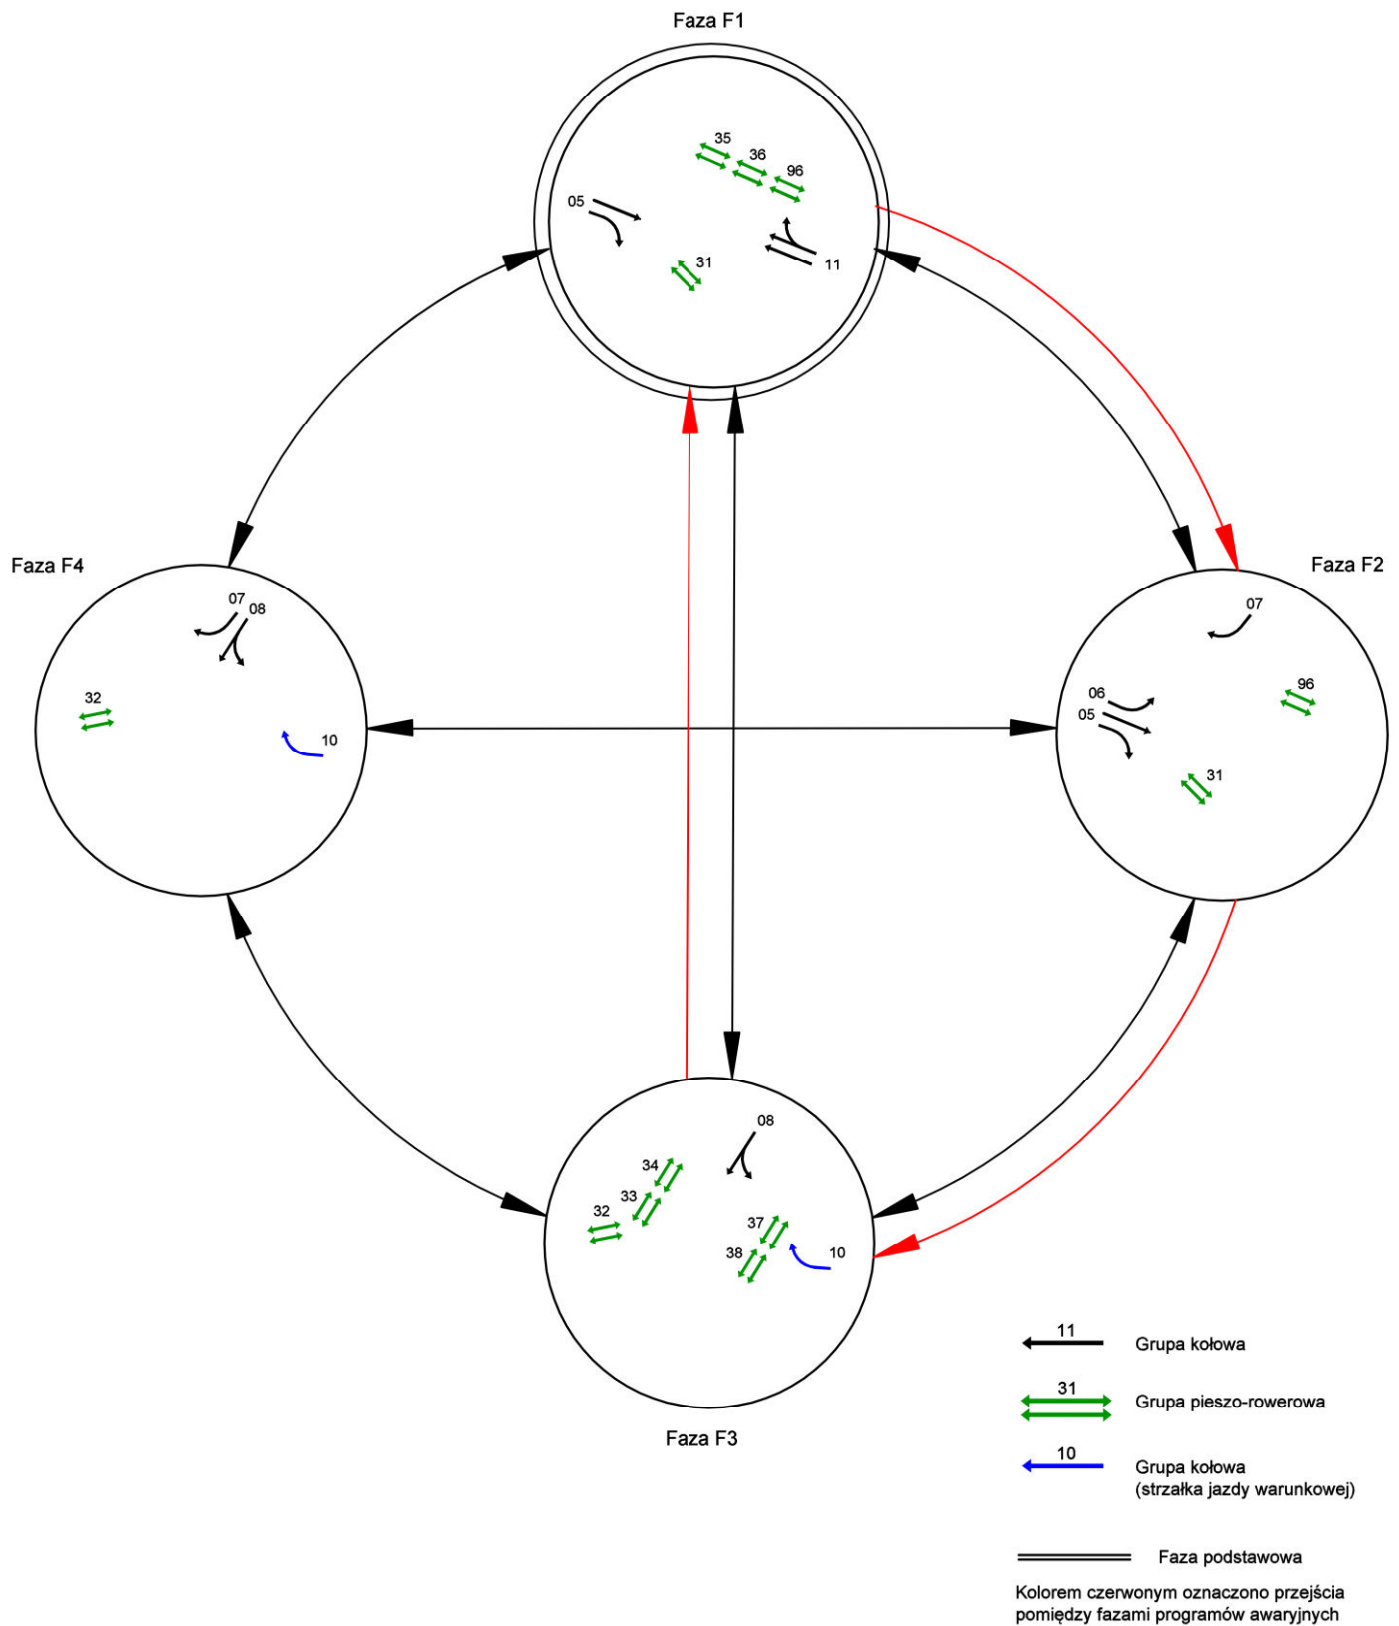 Faza F1
35
36
96
05
31
11
Faza F4
07
08
32
10
Faza F2
07
06
05
96
31
08
34
33
32
37
38
10
Faza F3
11
Grupa kołowa
31
Grupa pieszo-rowerowa
10
Grupa kołowa
(strzałka jazdy warunkowej)
Faza podstawowa
Kolorem czerwonym oznaczono przejścia
pomiędzy fazami programów awaryjnych